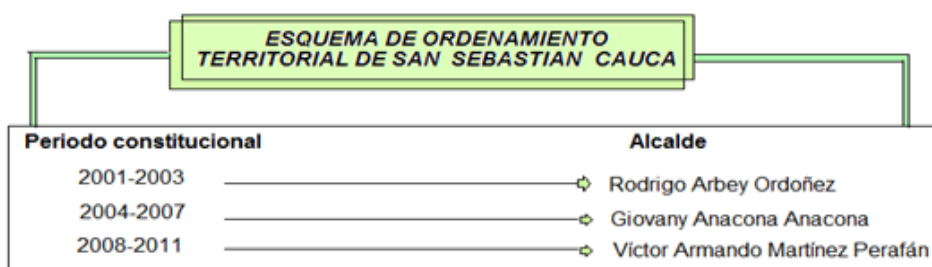 ESQUEMA DE ORDENAMIENTO
TERRITORIAL DE SAN SEBASTIAN CAUCA
Periodo constitucional Alcalde
2001-2003 Rodrigo Arbey Ordoñez
2004-2007 Giovany Anacona Anacona
2008-2011 Víctor Armando Martínez Perafán